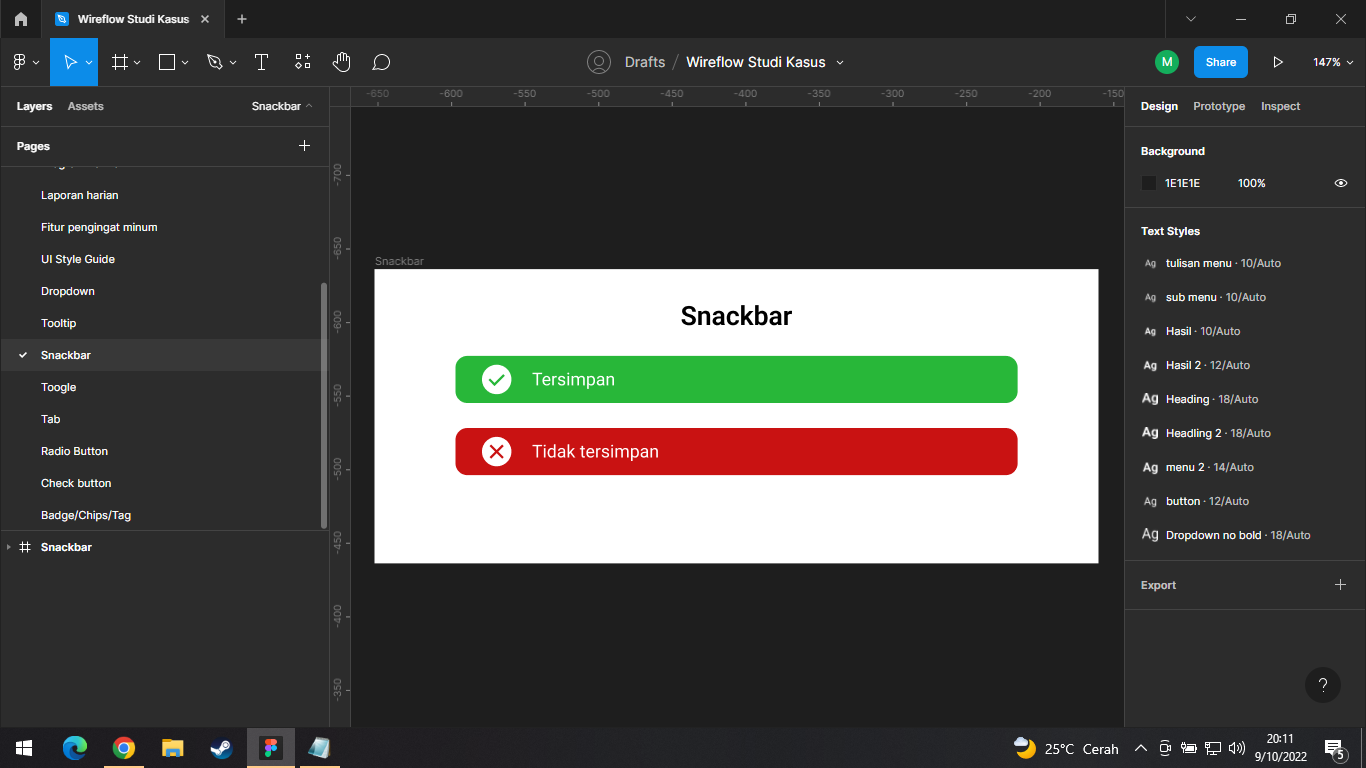 Wireflow Studi Kasus
Drafts / Wireflow Studi Kasus
M
Share
147%
Layers
Assets
Snackbar
Pages
Laporan harian
Fitur pengingat minum
UI Style Guide
Dropdown
Tooltip
Snackbar
Toogle
Tab
Radio Button
Check button
Badge/Chips/Tag
Snackbar
-650
-600
-550
-500
-450
-400
-350
-300
-250
-200
-150
-700
-650
-600
-550
-500
-450
-400
-350
Snackbar
Snackbar
Tersimpan
Tidak tersimpan
Design
Prototype
Inspect
Background
1E1E1E
100%
Text Styles
Ag tulisan menu · 10/Auto
Ag sub menu · 10/Auto
Ag Hasil · 10/Auto
Ag Hasil 2 · 12/Auto
Ag Heading · 18/Auto
Ag Headling 2 · 18/Auto
Ag menu 2 · 14/Auto
Ag button · 12/Auto
Ag Dropdown no bold · 18/Auto
Export
?
25°C Cerah
20:11
9/10/2022
5